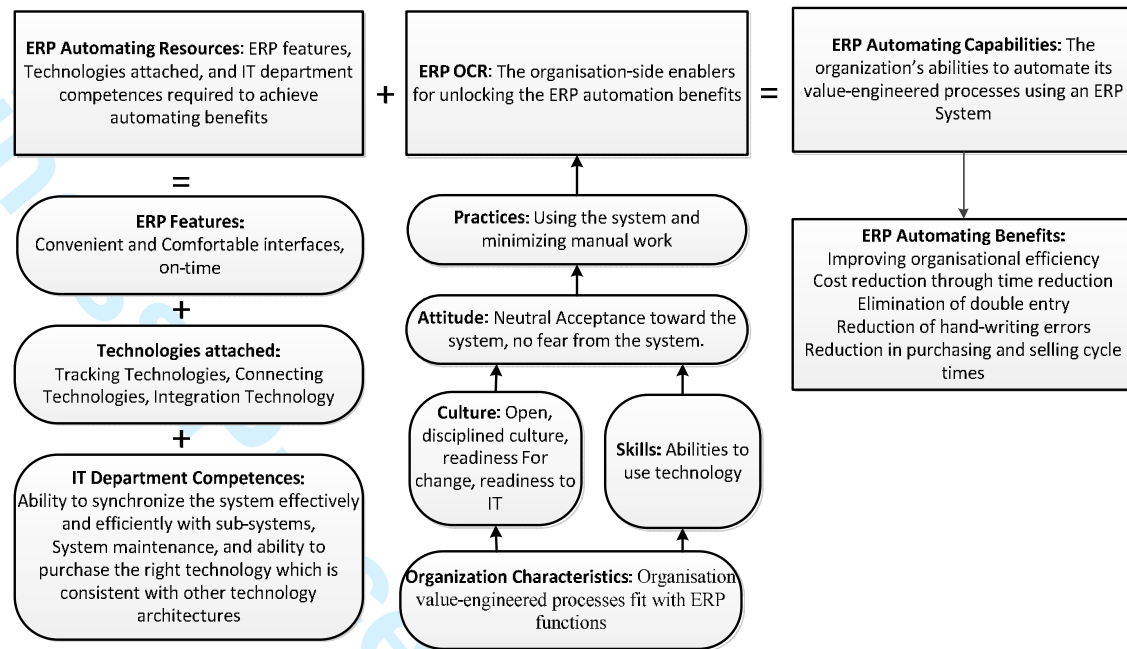 ERP Automating Resources: ERP features,
Technologies attached, and IT department
competences required to achieve
automating benefits
+
ERP OCR: The organisation-side enablers
for unlocking the ERP automation benefits
=
ERP Automating Capabilities: The
organization's abilities to automate its
value-engineered processes using an ERP
System
=
ERP Features:
Convenient and Comfortable interfaces,
on-time
+
Technologies attached:
Tracking Technologies, Connecting
Technologies, Integration Technology
+
IT Department Competences:
Ability to synchronize the system effectively
and efficiently with sub-systems,
System maintenance, and ability to
purchase the right technology which is
consistent with other technology
architectures
Practices: Using the system and
minimizing manual work
Attitude: Neutral Acceptance toward the
system, no fear from the system.
Culture: Open,
disciplined culture,
readiness For
change, readiness to
IT
Skills: Abilities to
use technology
Organization Characteristics: Organisation
value-engineered processes fit with ERP
functions
ERP Automating Benefits:
Improving organisational efficiency
Cost reduction through time reduction
Elimination of double entry
Reduction of hand-writing errors
Reduction in purchasing and selling cycle
times